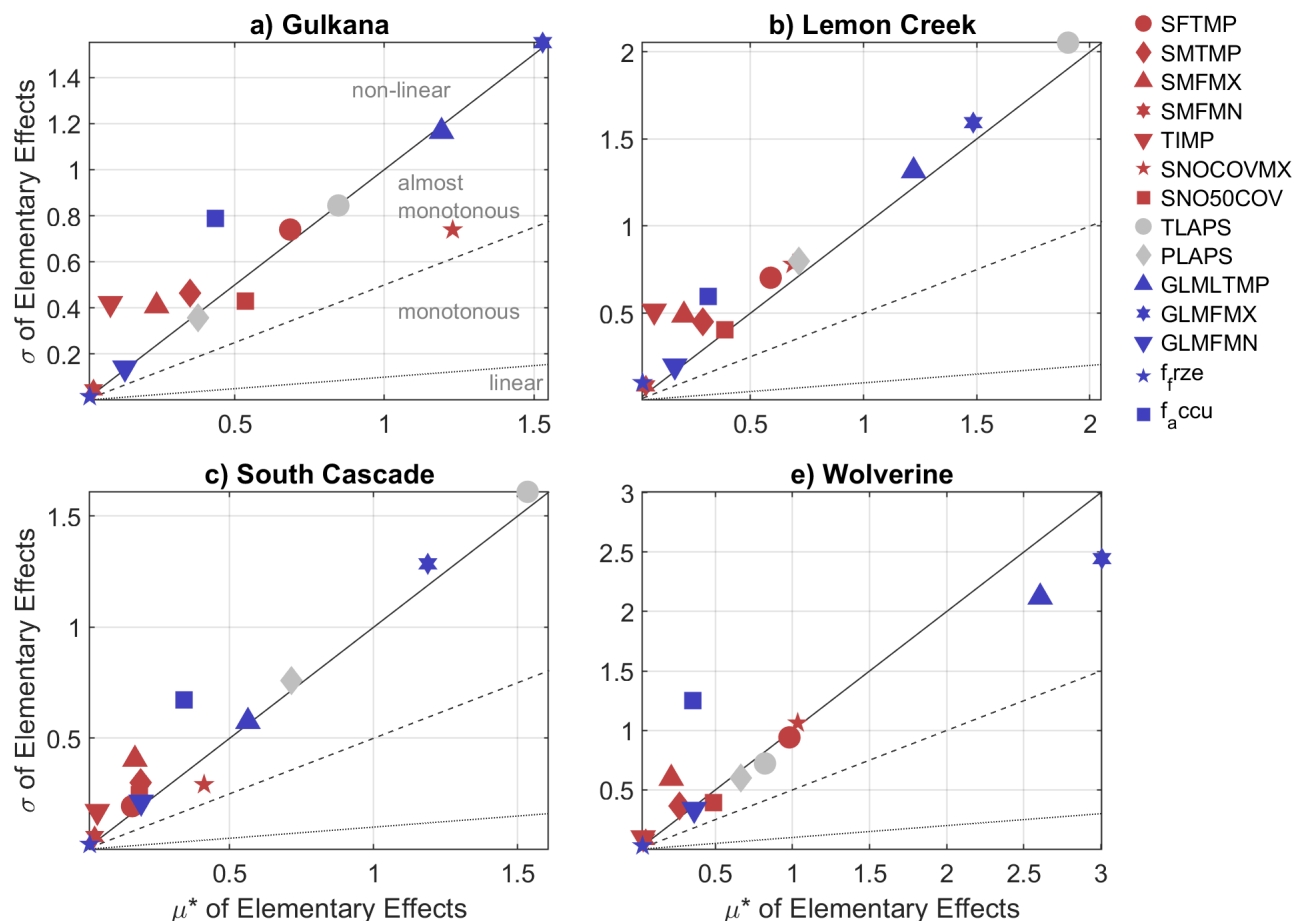 a) Gulkana
b) Lemon Creek
σ of Elementary Effects
1.4
1.2
1
0.8
0.6
0.4
0.2
non-linear
almost
monotonous
monotonous
linear
0.5
1
1.5
2
1.5
1
0.5
0.5
1
1.5
2
SFTMP
SMTMP
SMFMX
SMFMN
TIMP
SNOCOVMX
SNO50COV
TLAPS
PLAPS
GLMLTMP
GLMFMX
GLMFMN
f_frze
f_accu
c) South Cascade
e) Wolverine
σ of Elementary Effects
1.5
1
0.5
0.5
1
1.5
μ* of Elementary Effects
3
2.5
2
1.5
1
0.5
0.5
1
1.5
2
2.5
3
μ* of Elementary Effects